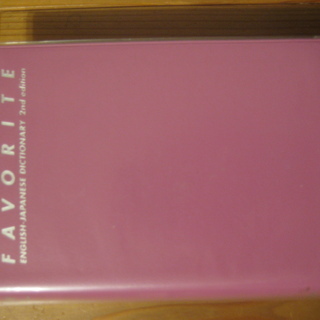 FAVORITE
ENGLISH-JAPANESE DICTIONARY 2nd edition